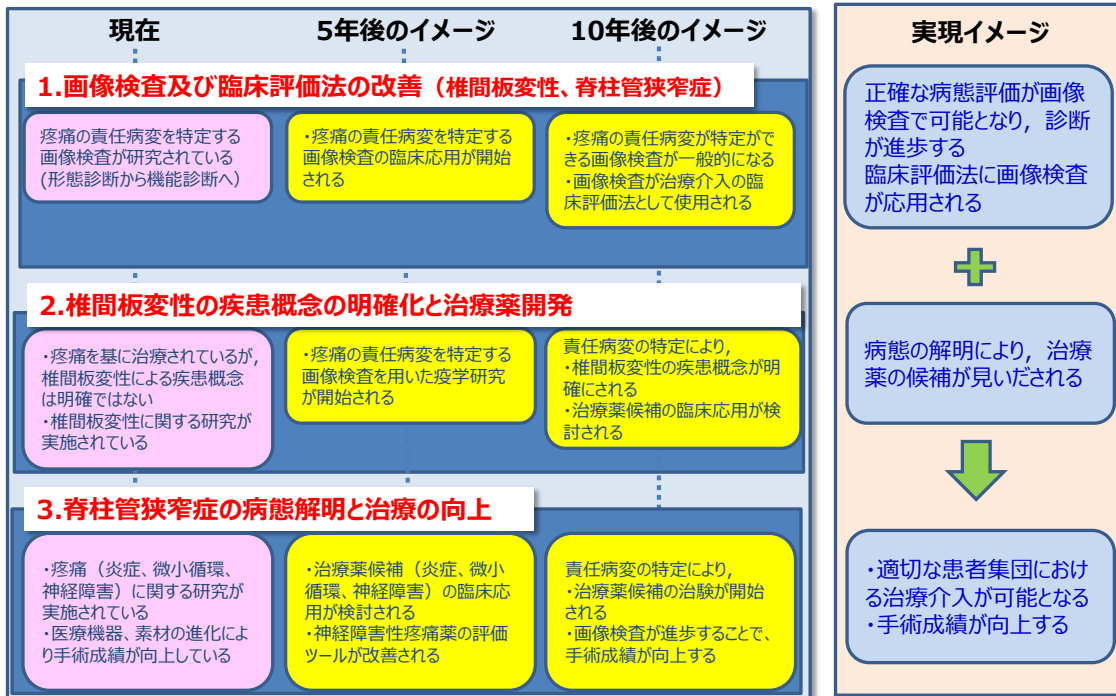 現在
5年後のイメージ
10年後のイメージ
1.画像検査及び臨床評価法の改善（椎間板変性、脊柱管狭窄症）
疼痛の責任病変を特定する
画像検査が研究されている
(形態診断から機能診断へ)
・疼痛の責任病変を特定する
画像検査の臨床応用が開始
される
・疼痛の責任病変が特定がで
きる画像検査が一般的になる
・画像検査が治療介入の臨
床評価法として使用される
2.椎間板変性の疾患概念の明確化と治療薬開発
・疼痛を基に治療されているが,
椎間板変性による疾患概念
は明確ではない
・椎間板変性に関する研究が
実施されている
・疼痛の責任病変を特定する
画像検査を用いた疫学研究
が開始される
責任病変の特定により,
・椎間板変性の疾患概念が明
確にされる
・治療薬候補の臨床応用が検
討される
3.脊柱管狭窄症の病態解明と治療の向上
・疼痛（炎症、微小循環、
神経障害）に関する研究が
実施されている
・医療機器、素材の進化によ
り手術成績が向上している
・治療薬候補（炎症、微小
循環、神経障害）の臨床応
用が検討される
・神経障害性疼痛薬の評価
ツールが改善される
責任病変の特定により,
・治療薬候補の治験が開始
される
・画像検査が進歩することで、
手術成績が向上する
実現イメージ
正確な病態評価が画像
検査で可能となり，診断
が進歩する
臨床評価法に画像検査
が応用される
病態の解明により，治療
薬の候補が見いだされる
・適切な患者集団におけ
る治療介入が可能となる
・手術成績が向上する